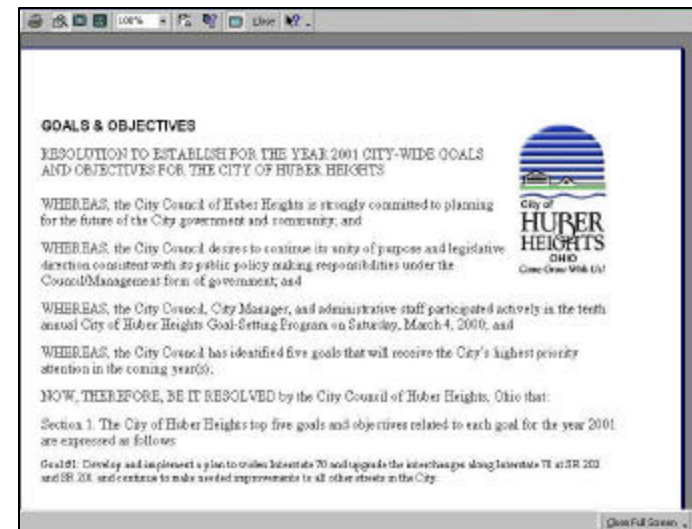 100%
Close
GOALS & OBJECTIVES
RESOLUTION TO ESTABLISH FOR THE YEAR 2001 CITY-WIDE GOALS
AND OBJECTIVES FOR THE CITY OF HUBER HEIGHTS
WHEREAS, the City Council of Huber Heights is strongly committed to planning
for the future of the City government and community; and
WHEREAS, the City Council desires to continue its unity of purpose and legislative
direction consistent with its public policy making responsibilities under the
Council/Management form of government; and
WHEREAS, the City Council, City Manager, and administrative staff participated actively in the tenth
annual City of Huber Heights Goal-Setting Program on Saturday, March 4, 2000; and
WHEREAS, the City Council has identified five goals that will receive the City's highest priority
attention in the coming year(s);
NOW, THEREFORE, BE IT RESOLVED by the City Council of Huber Heights, Ohio that:
Section 1. The City of Huber Heights top five goals and objectives related to each goal for the year 2001
are expressed as follows
Goal #1: Develop and implement a plan to widen Interstate 70 and upgrade the interchanges along Interstate 70 at SR 202
and SR 201 and continue to make needed improvements to all other streets in the City.
City of
HUBER
HEIGHTS
OHIO
Come Grow With Us!
Close Full Screen